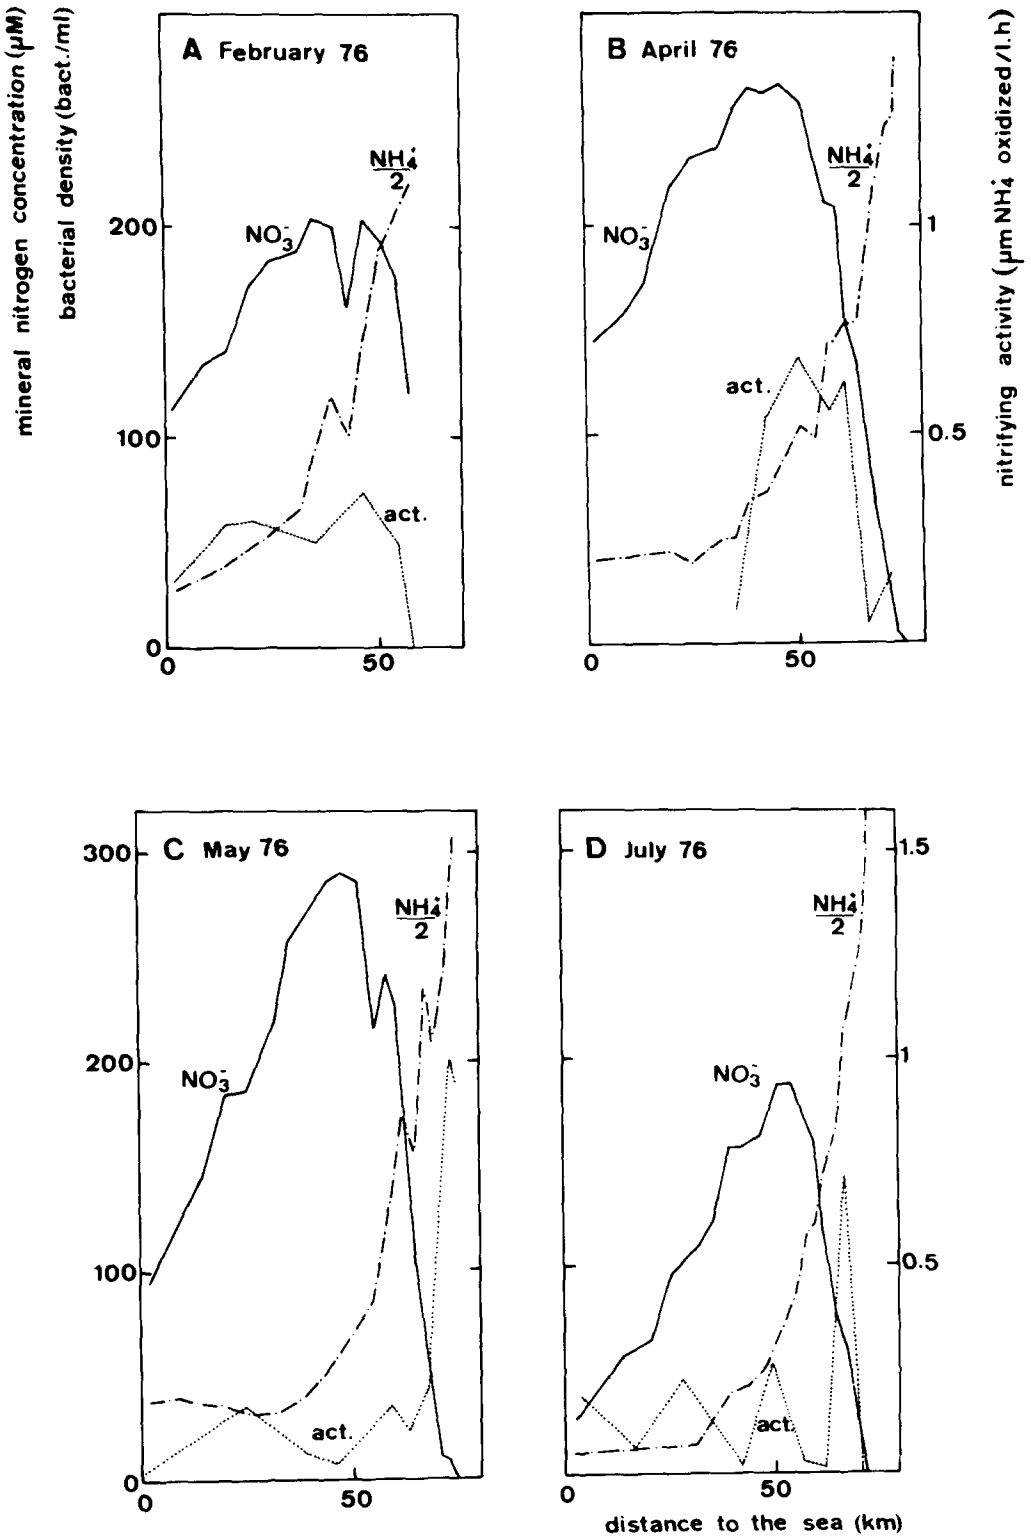 mineral nitrogen concentration (µM)
bacterial density (bact./ml)
A February 76
NH4+
2
NO3-
act.
200
100
0
0
50
B April 76
NH4+
2
NO3-
act.
1
0.5
0
50
nitrifying activity (µm NH4+ oxidized/l.h)
C May 76
NH4+
2
NO3-
act.
300
200
100
0
0
50
D July 76
NH4+
2
NO3-
act.
1.5
1
0.5
0
50
distance to the sea (km)